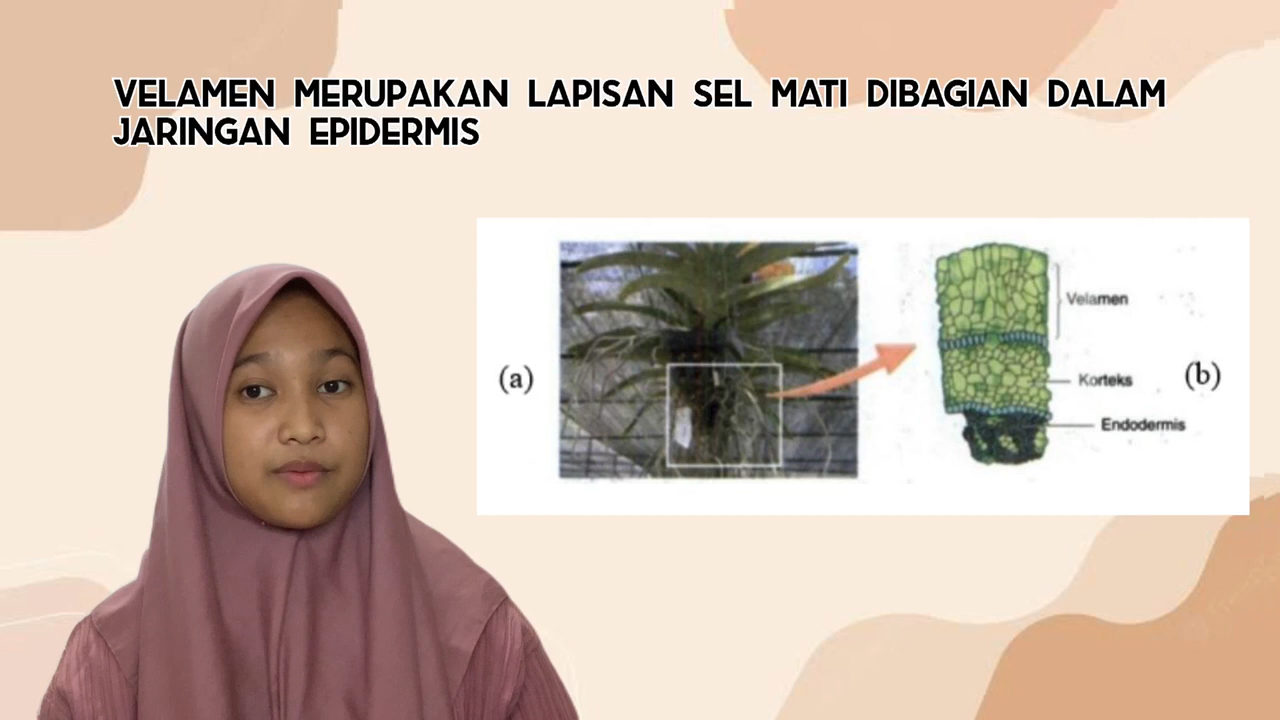 VELAMEN MERUPAKAN LAPISAN SEL MATI DIBAGIAN DALAM
JARINGAN EPIDERMIS
Velamen
(a)
Korteks
(b)
Endodermis